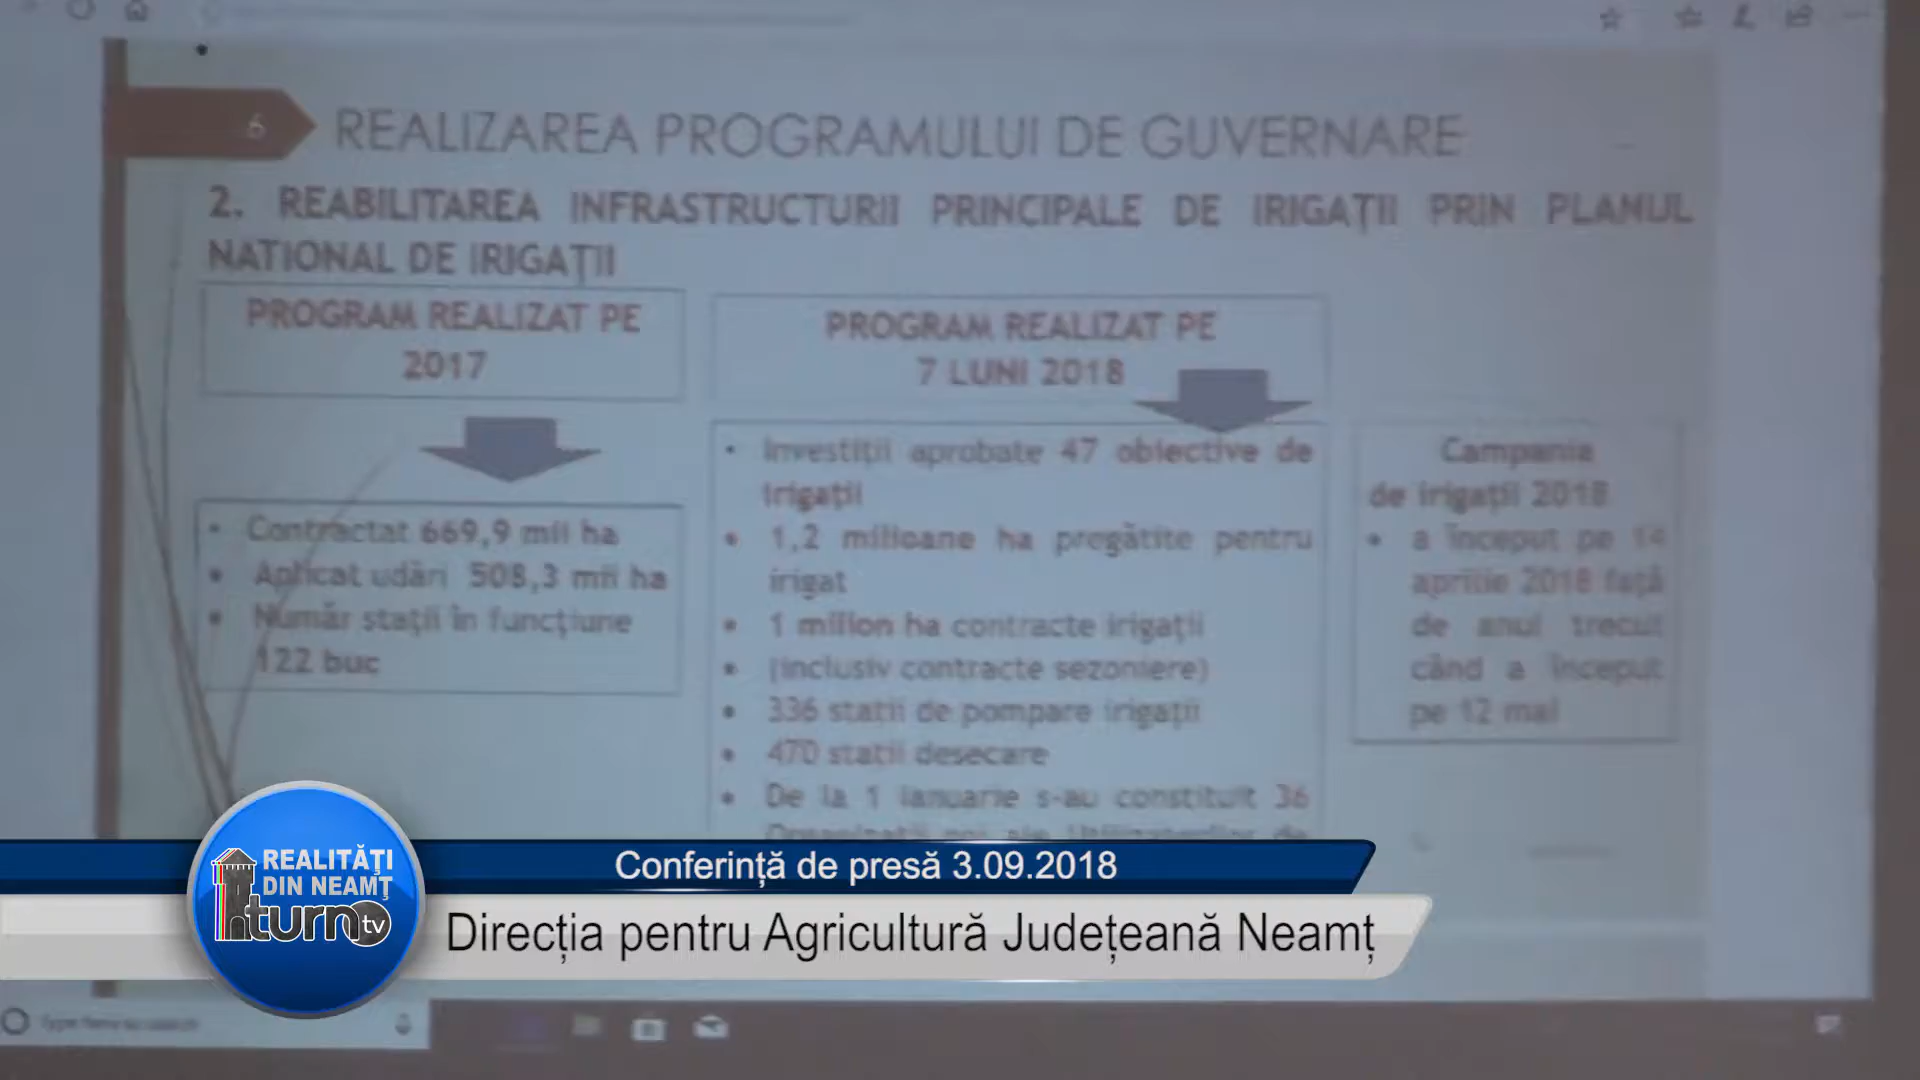 6
REALIZAREA PROGRAMULUI DE GUVERNARE
2. REABILITAREA INFRASTRUCTURII PRINCIPALE DE IRIGAȚII PRIN PLANUL
NATIONAL DE IRIGAȚII
PROGRAM REALIZAT PE
2017
• Contractat 669,9 mii ha
• Aplicat udări 508,3 mii ha
• Număr stații în funcțiune
122 buc
PROGRAM REALIZAT PE
7 LUNI 2018
• Investiții aprobate 47 obiective de
irigații
• 1,2 milioane ha pregătite pentru
irigat
• 1 milion ha contracte irigații
• (inclusiv contracte sezoniere)
• 336 stații de pompare irigații
• 470 stații desecare
• De la 1 ianuarie s-au constituit 36
Campania
de irigații 2018
• a început pe 14
aprilie 2018 față
de anul trecut
când a început
pe 12 mai
REALITĂȚI
DIN NEAMȚ
turn tv
Conferință de presă 3.09.2018
Direcția pentru Agricultură Județeană Neamț
Type here to search